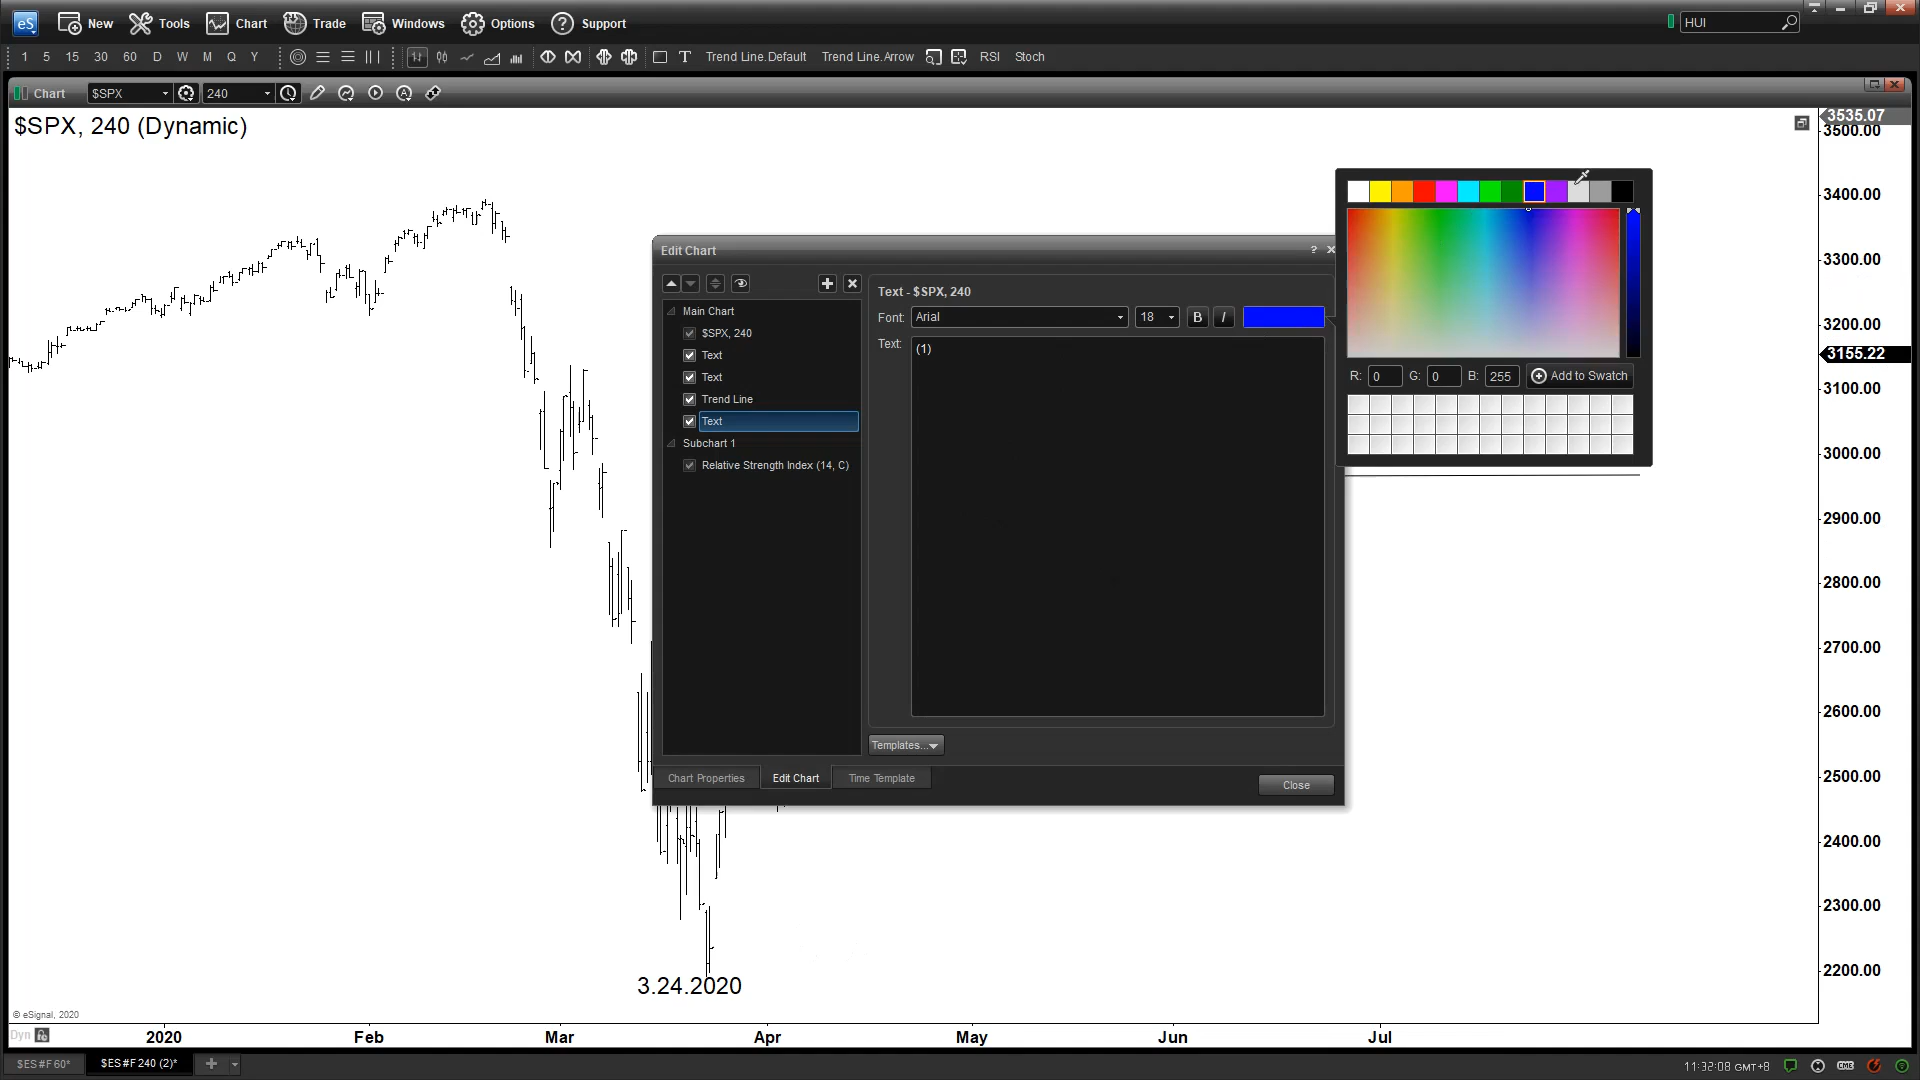 eS New Tools Chart Trade Windows Options Support HUI
1 5 15 30 60 D W M Q Y T Trend Line.Default Trend Line.Arrow RSI Stoch
Chart $SPX 240
$SPX, 240 (Dynamic)
3535.07
3500.00
3400.00
3300.00
3200.00
3155.22
3100.00
3000.00
2900.00
2800.00
2700.00
2600.00
2500.00
2400.00
2300.00
2200.00
Edit Chart ?
Main Chart
$SPX, 240
Text
Text
Trend Line
Text
Subchart 1
Relative Strength Index (14, C)
Text - $SPX, 240
Font: Arial 18 B I
Text: (1)
Templates...
Chart Properties Edit Chart Time Template Close
R: 0 G: 0 B: 255 Add to Swatch
3.24.2020
© eSignal, 2020
Dyn
2020 Feb Mar Apr May Jun Jul
$ES #F 60* $ES #F 240 (2)* +
11:32:08 GMT+8 CME